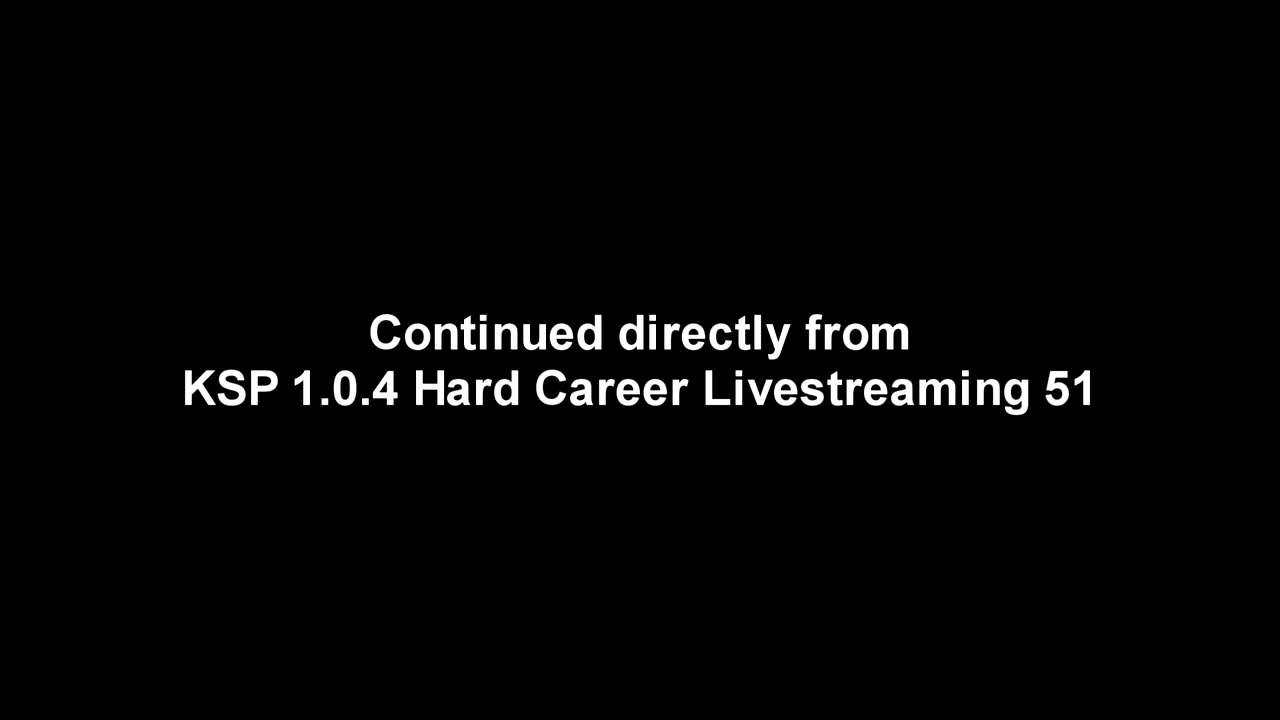 Continued directly from
KSP 1.0.4 Hard Career Livestreaming 51